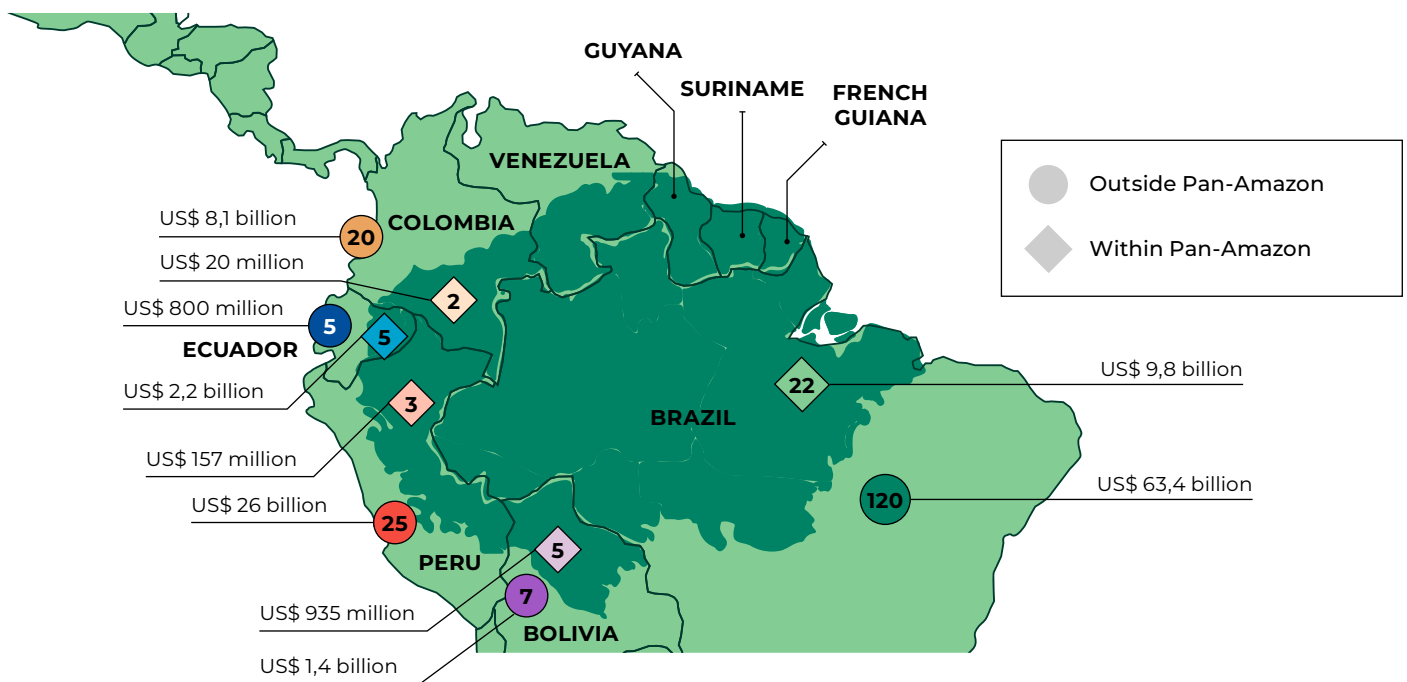 GUYANA
SURINAME
FRENCH
GUIANA
VENEZUELA
Outside Pan-Amazon
Within Pan-Amazon
US$ 8,1 billion
20
COLOMBIA
US$ 20 million
2
US$ 800 million
5
ECUADOR
5
US$ 2,2 billion
3
22
US$ 9,8 billion
BRAZIL
US$ 157 million
US$ 26 billion
25
120
US$ 63,4 billion
PERU
5
7
US$ 935 million
BOLIVIA
US$ 1,4 billion